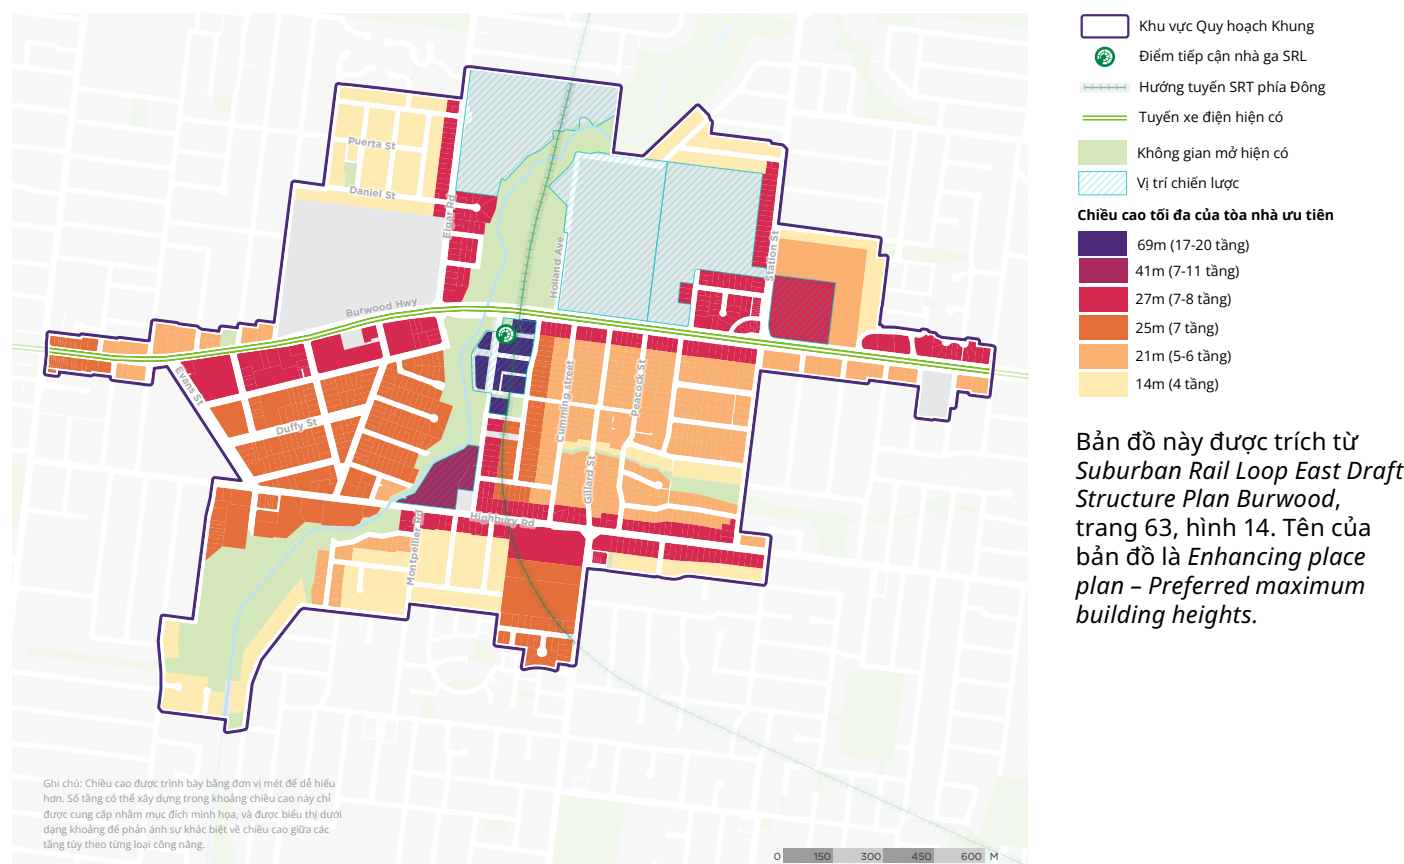 Khu vực Quy hoạch Khung
Điểm tiếp cận nhà ga SRL
Hướng tuyến SRT phía Đông
Tuyến xe điện hiện có
Không gian mở hiện có
Vị trí chiến lược
Chiều cao tối đa của tòa nhà ưu tiên
69m (17-20 tầng)
41m (7-11 tầng)
27m (7-8 tầng)
25m (7 tầng)
21m (5-6 tầng)
14m (4 tầng)
Bản đồ này được trích từ
Suburban Rail Loop East Draft
Structure Plan Burwood,
trang 63, hình 14. Tên của
bản đồ là Enhancing place
plan – Preferred maximum
building heights.
Puerta St
Daniel St
Elgar Rd
Holland Ave
Station St
Burwood Hwy
Evans St
Duffy St
Cumming street
Peacock St
Gillard St
Highbury Rd
Montpellier Rd
Ghi chú: Chiều cao được trình bày bằng đơn vị mét để dễ hiểu
hơn. Số tầng có thể xây dựng trong khoảng chiều cao này chỉ
được cung cấp nhằm mục đích minh họa, và được biểu thị dưới
dạng khoảng để phản ánh sự khác biệt về chiều cao giữa các
tầng tùy theo từng loại công năng.
0 150 300 450 600 M